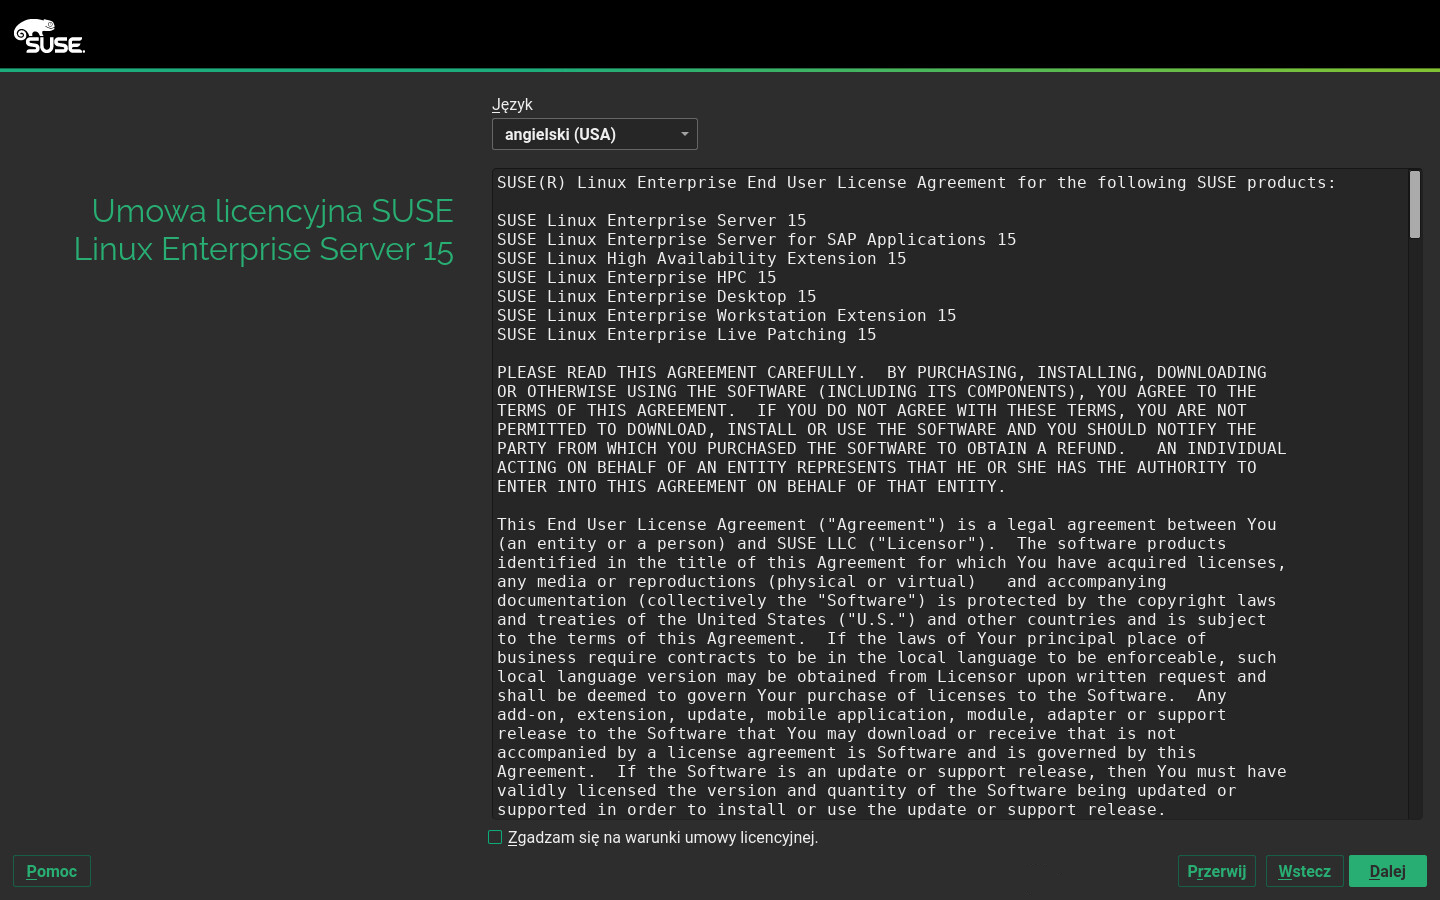 SUSE.
Język
angielski (USA)
Umowa licencyjna SUSE
Linux Enterprise Server 15
SUSE(R) Linux Enterprise End User License Agreement for the following SUSE products:
SUSE Linux Enterprise Server 15
SUSE Linux Enterprise Server for SAP Applications 15
SUSE Linux High Availability Extension 15
SUSE Linux Enterprise HPC 15
SUSE Linux Enterprise Desktop 15
SUSE Linux Enterprise Workstation Extension 15
SUSE Linux Enterprise Live Patching 15
PLEASE READ THIS AGREEMENT CAREFULLY.  BY PURCHASING, INSTALLING, DOWNLOADING
OR OTHERWISE USING THE SOFTWARE (INCLUDING ITS COMPONENTS), YOU AGREE TO THE
TERMS OF THIS AGREEMENT.  IF YOU DO NOT AGREE WITH THESE TERMS, YOU ARE NOT
PERMITTED TO DOWNLOAD, INSTALL OR USE THE SOFTWARE AND YOU SHOULD NOTIFY THE
PARTY FROM WHICH YOU PURCHASED THE SOFTWARE TO OBTAIN A REFUND.   AN INDIVIDUAL
ACTING ON BEHALF OF AN ENTITY REPRESENTS THAT HE OR SHE HAS THE AUTHORITY TO
ENTER INTO THIS AGREEMENT ON BEHALF OF THAT ENTITY.
This End User License Agreement ("Agreement") is a legal agreement between You
(an entity or a person) and SUSE LLC ("Licensor").  The software products
identified in the title of this Agreement for which You have acquired licenses,
any media or reproductions (physical or virtual)   and accompanying
documentation (collectively the "Software") is protected by the copyright laws
and treaties of the United States ("U.S.") and other countries and is subject
to the terms of this Agreement.  If the laws of Your principal place of
business require contracts to be in the local language to be enforceable, such
local language version may be obtained from Licensor upon written request and
shall be deemed to govern Your purchase of licenses to the Software.  Any
add-on, extension, update, mobile application, module, adapter or support
release to the Software that You may download or receive that is not
accompanied by a license agreement is Software and is governed by this
Agreement.  If the Software is an update or support release, then You must have
validly licensed the version and quantity of the Software being updated or
supported in order to install or use the update or support release.
Zgadzam się na warunki umowy licencyjnej.
Pomoc
Przerwij
Wstecz
Dalej